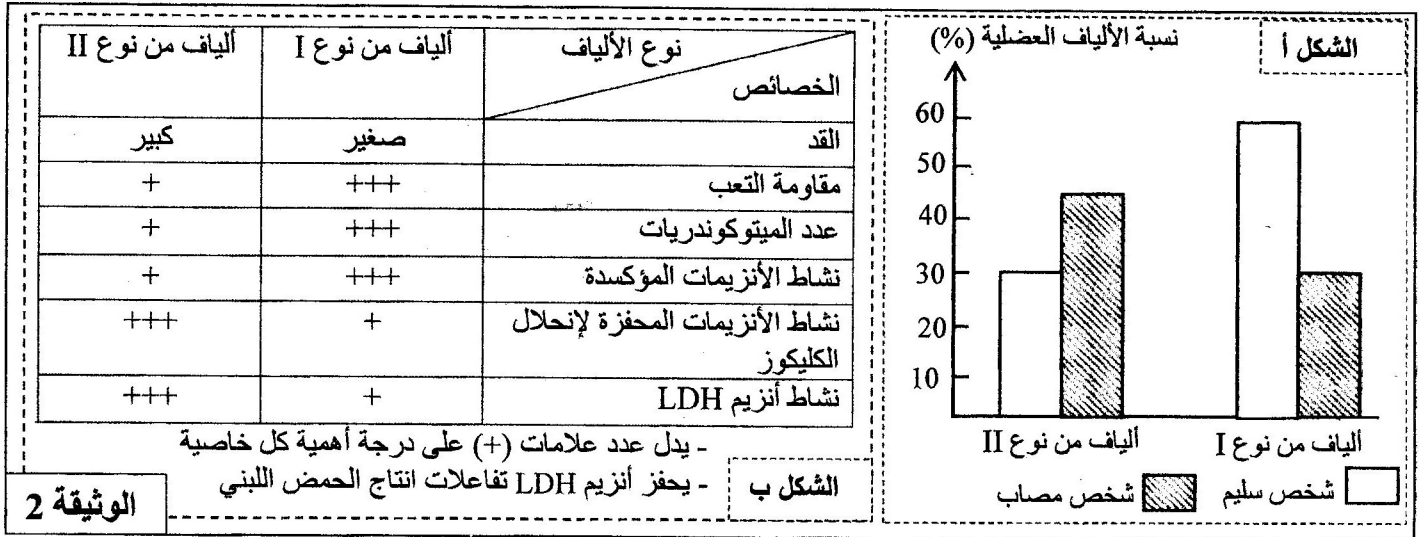 الشكل أ
نسبة الألياف العضلية (%)
60
50
40
30
20
10
ألياف من نوع I
ألياف من نوع II
شخص سليم
شخص مصاب
نوع الألياف
الخصائص
ألياف من نوع I
ألياف من نوع II
القد
صغير
كبير
مقاومة التعب
+++
+
عدد الميتوكوندريات
+++
+
نشاط الأنزيمات المؤكسدة
+++
+
نشاط الأنزيمات المحفزة لإنحلال
الكليكوز
+
+++
نشاط أنزيم LDH
+
+++
- يدل عدد علامات (+) على درجة أهمية كل خاصية
- يحفز أنزيم LDH تفاعلات انتاج الحمض اللبني
الشكل ب
الوثيقة 2